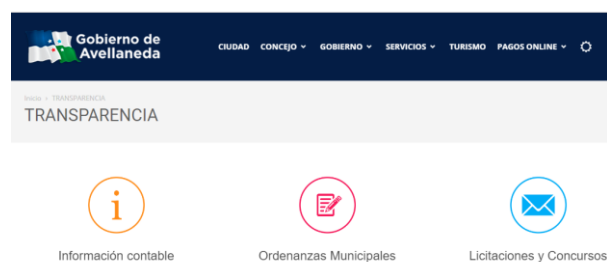 Gobierno de
Avellaneda
CIUDAD CONCEJO GOBIERNO SERVICIOS TURISMO PAGOS ONLINE
Inicio › TRANSPARENCIA
TRANSPARENCIA
Información contable Ordenanzas Municipales Licitaciones y Concursos